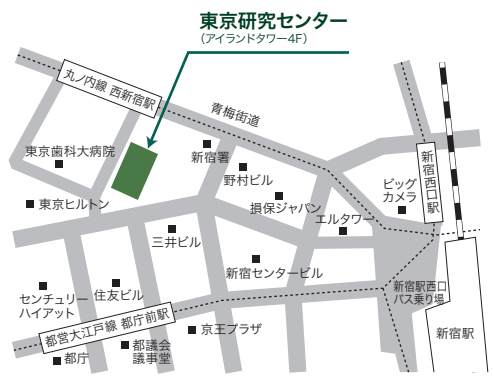 東京研究センター
（アイランドタワー4F）
丸ノ内線 西新宿駅
青梅街道
東京歯科大病院
新宿署
野村ビル
新宿西口駅
ビッグ
カメラ
東京ヒルトン
損保ジャパン
エルタワー
三井ビル
新宿センタービル
センチュリー
ハイアット
住友ビル
新宿駅西口
バス乗り場
都営大江戸線 都庁前駅
京王プラザ
新宿駅
都庁
都議会
議事堂